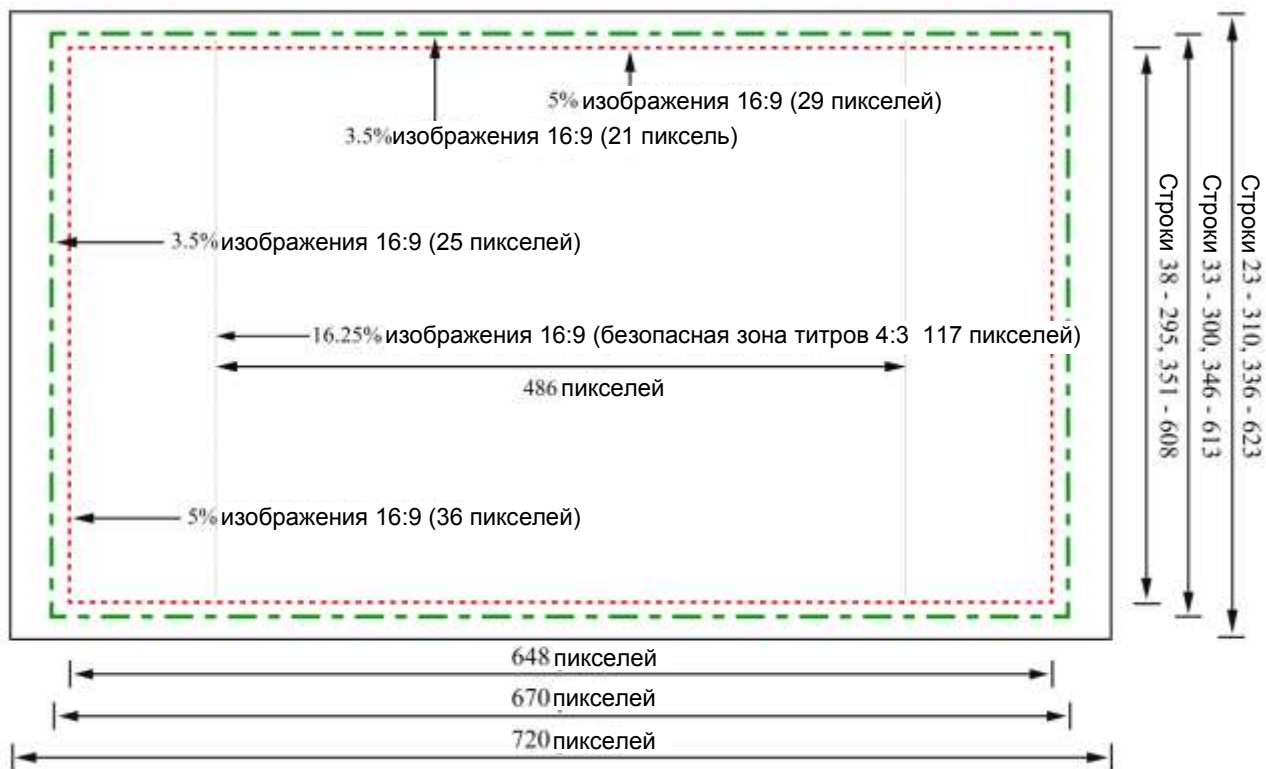 5% изображения 16:9 (29 пикселей)
3.5% изображения 16:9 (21 пиксель)
3.5% изображения 16:9 (25 пикселей)
16.25% изображения 16:9 (безопасная зона титров 4:3 117 пикселей)
486 пикселей
5% изображения 16:9 (36 пикселей)
648 пикселей
670 пикселей
720 пикселей
Строки 38 - 295, 351 - 608
Строки 33 - 300, 346 - 613
Строки 23 - 310, 336 - 623